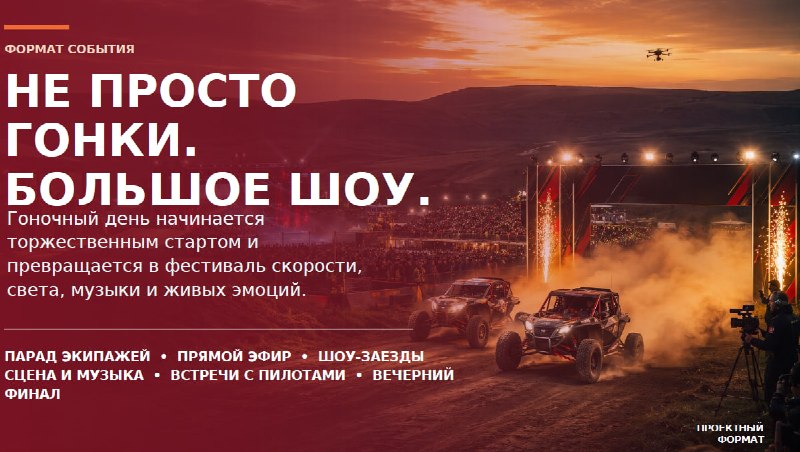 ФОРМАТ СОБЫТИЯ
НЕ ПРОСТО
ГОНКИ.
БОЛЬШОЕ ШОУ.
Гоночный день начинается
торжественным стартом и
превращается в фестиваль скорости,
света, музыки и живых эмоций.
ПАРАД ЭКИПАЖЕЙ • ПРЯМОЙ ЭФИР • ШОУ-ЗАЕЗДЫ
СЦЕНА И МУЗЫКА • ВСТРЕЧИ С ПИЛОТАМИ • ВЕЧЕРНИЙ
ФИНАЛ
ПРОЕКТНЫЙ
ФОРМАТ